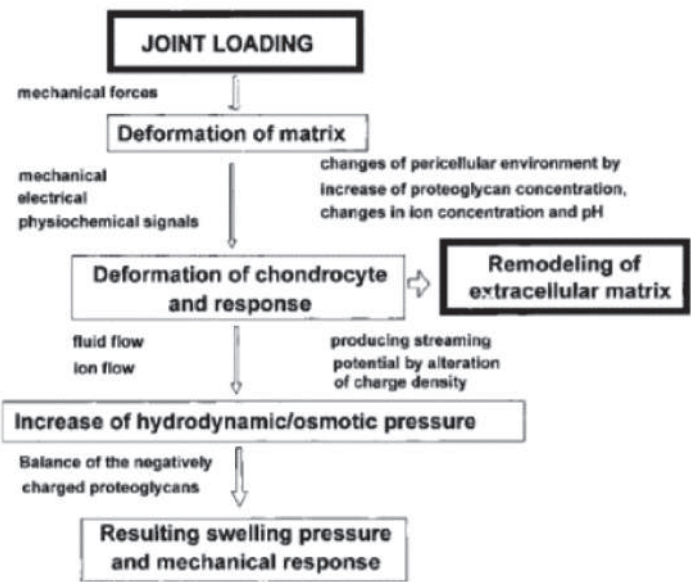 JOINT LOADING
mechanical forces
Deformation of matrix
mechanical
electrical
physiochemical signals
changes of pericellular environment by
increase of proteoglycan concentration,
changes in ion concentration and pH
Deformation of chondrocyte
and response
Remodeling of
extracellular matrix
fluid flow
ion flow
producing streaming
potential by alteration
of charge density
Increase of hydrodynamic/osmotic pressure
Balance of the negatively
charged proteoglycans
Resulting swelling pressure
and mechanical response